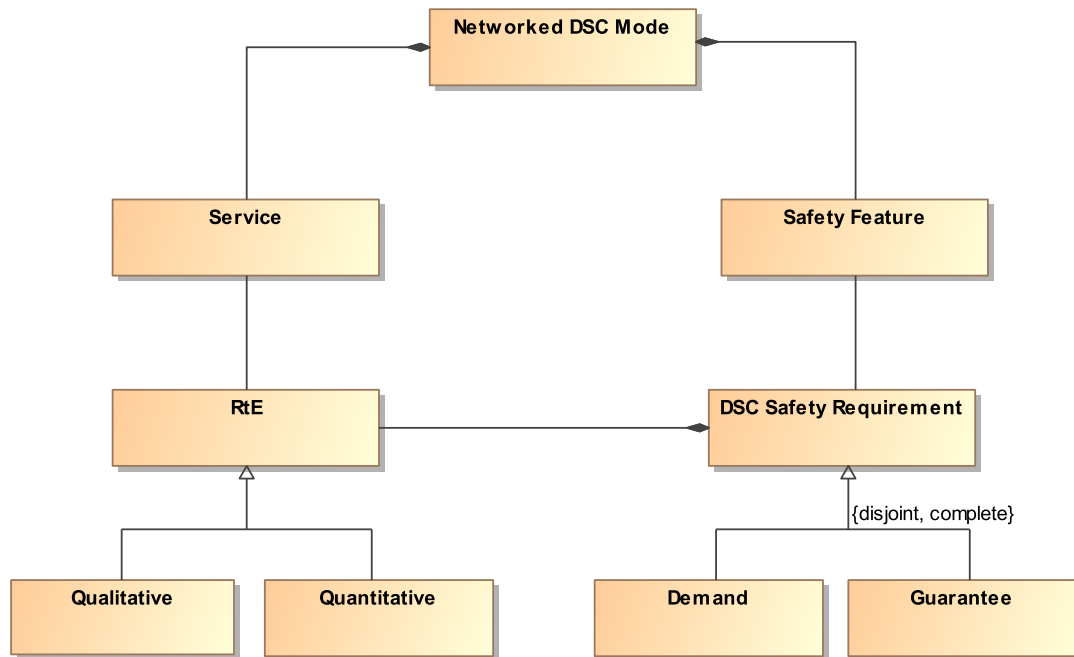 Networked DSC Mode
Service
Safety Feature
RtE
DSC Safety Requirement
{disjoint, complete}
Qualitative
Quantitative
Demand
Guarantee